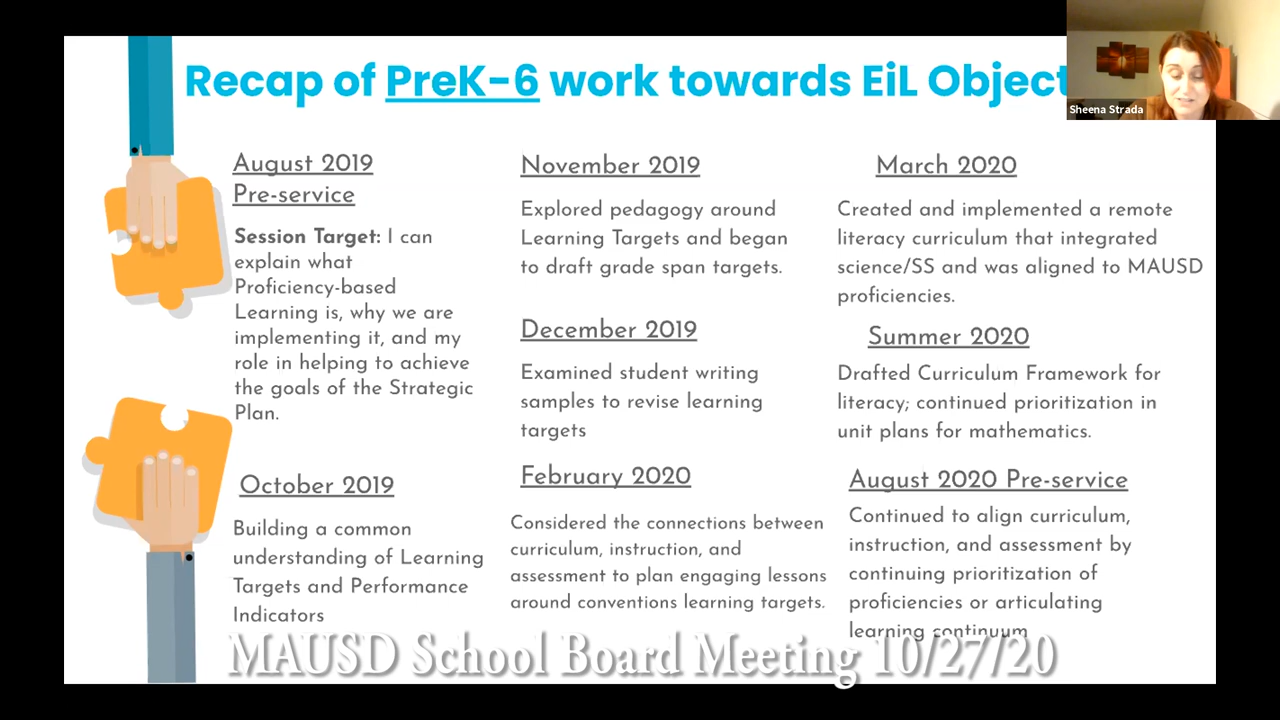 Recap of PreK-6 work towards EiL Object
Sheena Strada
August 2019
Pre-service
Session Target: I can
explain what
Proficiency-based
Learning is, why we are
implementing it, and my
role in helping to achieve
the goals of the Strategic
Plan.
October 2019
Building a common
understanding of Learning
Targets and Performance
Indicators
November 2019
Explored pedagogy around
Learning Targets and began
to draft grade span targets.
December 2019
Examined student writing
samples to revise learning
targets
February 2020
Considered the connections between
curriculum, instruction, and
assessment to plan engaging lessons
around conventions learning targets.
March 2020
Created and implemented a remote
literacy curriculum that integrated
science/SS and was aligned to MAUSD
proficiencies.
Summer 2020
Drafted Curriculum Framework for
literacy; continued prioritization in
unit plans for mathematics.
August 2020 Pre-service
Continued to align curriculum,
instruction, and assessment by
continuing prioritization of
proficiencies or articulating
learning continuum
MAUSD School Board Meeting 10/27/20